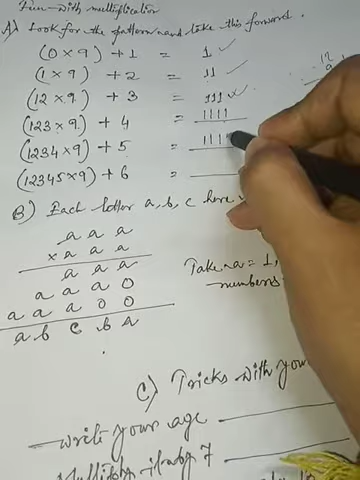 Fun with multiplication
A) Look for the pattern and take this forward.
(0 × 9) + 1 = 1 ✓
(1 × 9) + 2 = 11 ✓
(12 × 9) + 3 = 111 ✓
(123 × 9) + 4 = 1111
(1234 × 9) + 5 = 1111
(12345 × 9) + 6 =
B) Each letter a, b, c here
a a a
× a a a
a a a
a a a 0
a a a 0 0
a b c b a
Take a = 1,
numbers
C) Tricks with your
write your age
Multiply it by 7